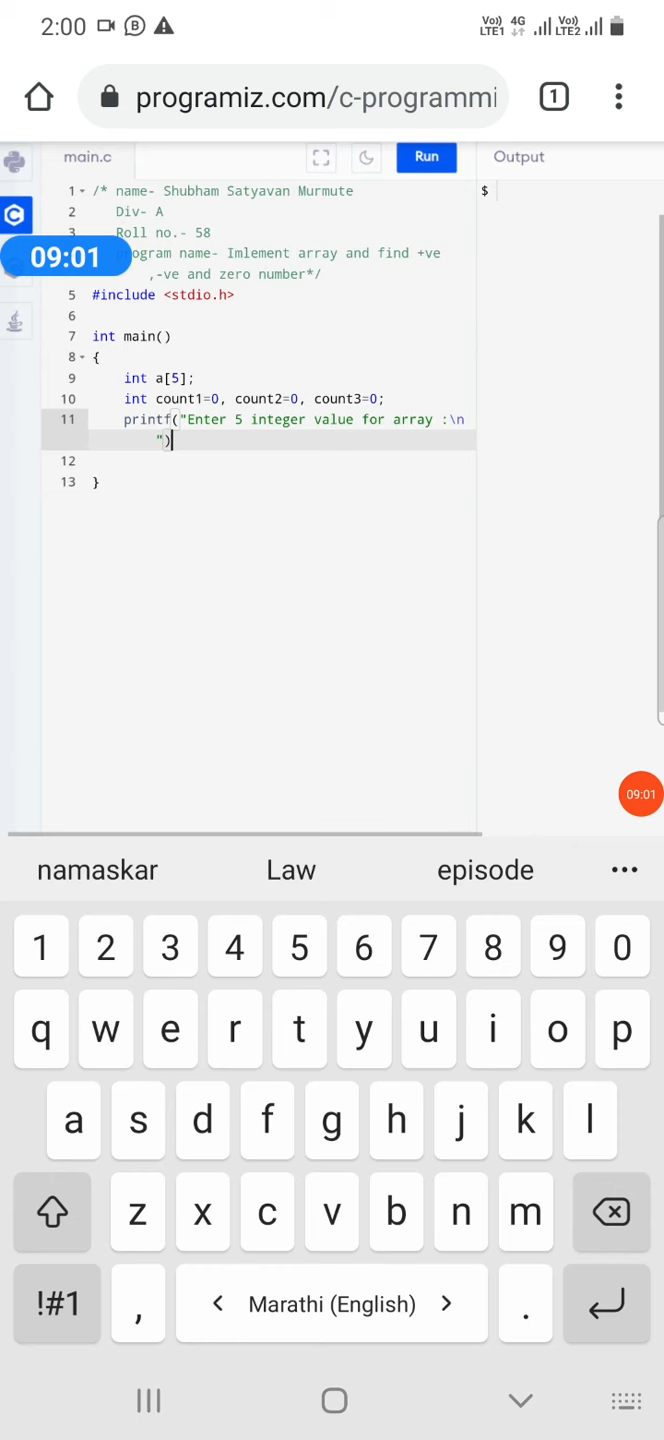 2:00 B Vo)) LTE1 4G Vo)) LTE2
programiz.com/c-programmi 1
main.c Run Output
1 /* name- Shubham Satyavan Murmute $
2 Div- A
3 Roll no.- 58
09:01 program name- Imlement array and find +ve
,-ve and zero number*/
5 #include <stdio.h>
6
7 int main()
8 {
9 int a[5];
10 int count1=0, count2=0, count3=0;
11 printf("Enter 5 integer value for array :\n
")
12
13 }
09:01
namaskar Law episode
1 2 3 4 5 6 7 8 9 0
q w e r t y u i o p
a s d f g h j k l
z x c v b n m
!#1 , < Marathi (English) > .